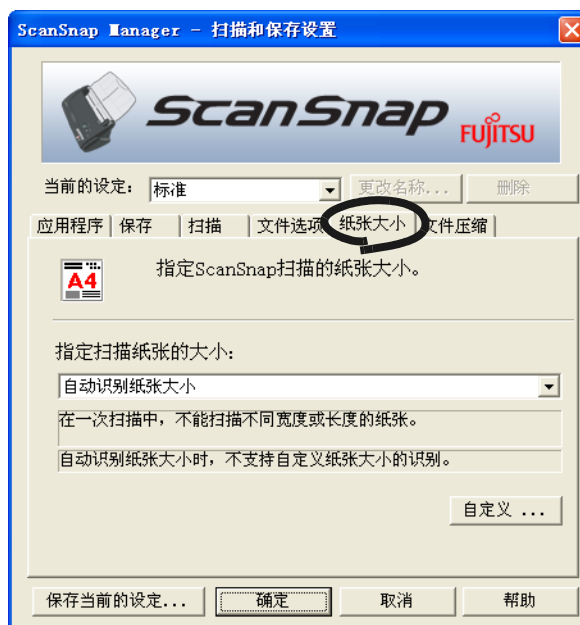 ScanSnap Manager - 扫描和保存设置
ScanSnap
FUJITSU
当前的设定: 标准 更改名称... 删除
应用程序 保存 扫描 文件选项 纸张大小 文件压缩
A4
指定ScanSnap扫描的纸张大小。
指定扫描纸张的大小:
自动识别纸张大小
在一次扫描中，不能扫描不同宽度或长度的纸张。
自动识别纸张大小时，不支持自定义纸张大小的识别。
自定义 ...
保存当前的设定... 确定 取消 帮助